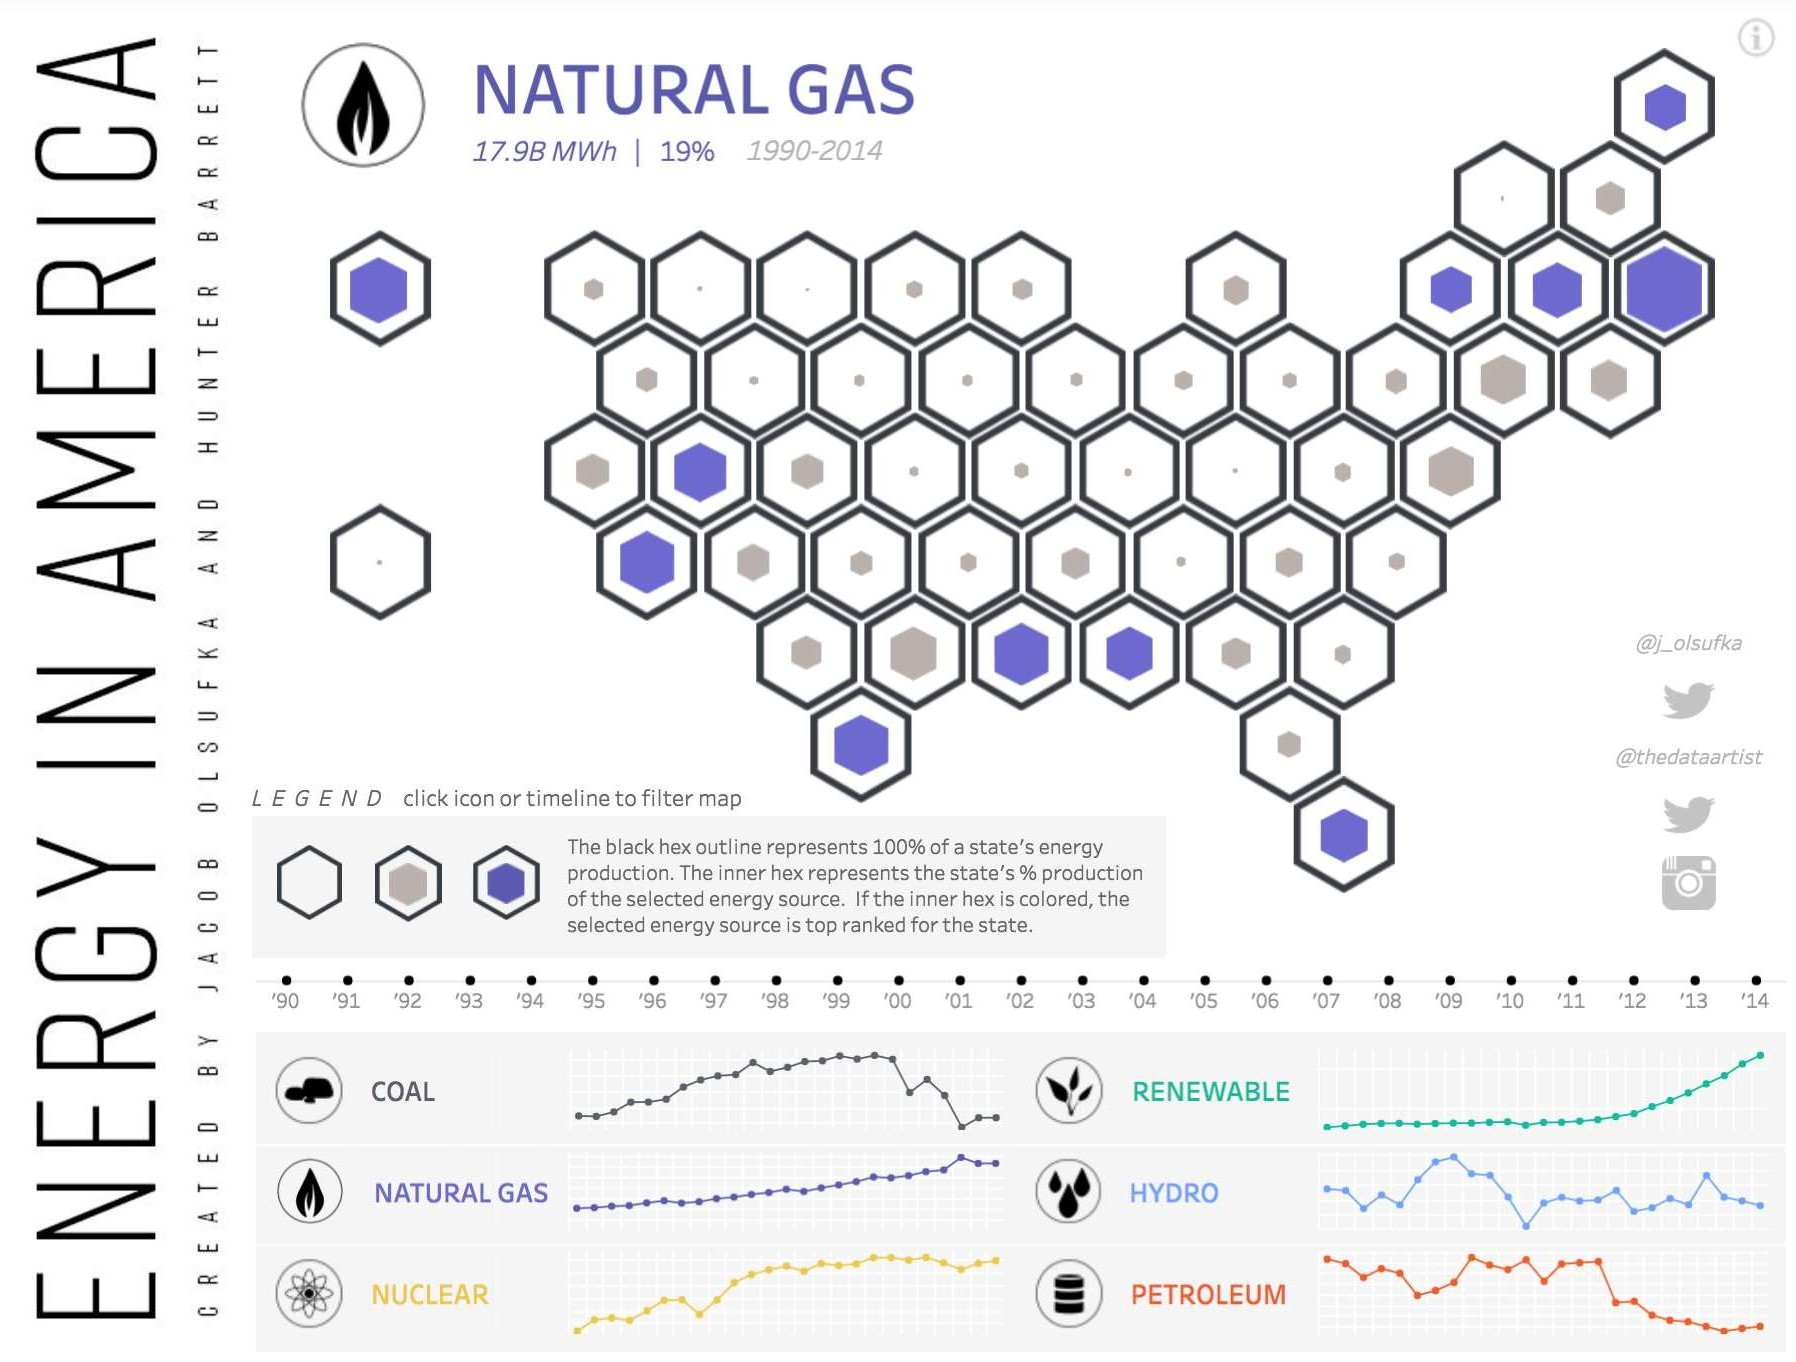 ENERGY IN AMERICA
CREATED BY JACOB OLSUFKA AND HUNTER BARRETT
NATURAL GAS
17.9B MWh | 19% 1990-2014
@j_olsufka
@thedataartist
LEGEND click icon or timeline to filter map
The black hex outline represents 100% of a state's energy
production. The inner hex represents the state's % production
of the selected energy source. If the inner hex is colored, the
selected energy source is top ranked for the state.
'90 '91 '92 '93 '94 '95 '96 '97 '98 '99 '00 '01 '02 '03 '04 '05 '06 '07 '08 '09 '10 '11 '12 '13 '14
COAL
RENEWABLE
NATURAL GAS
HYDRO
NUCLEAR
PETROLEUM